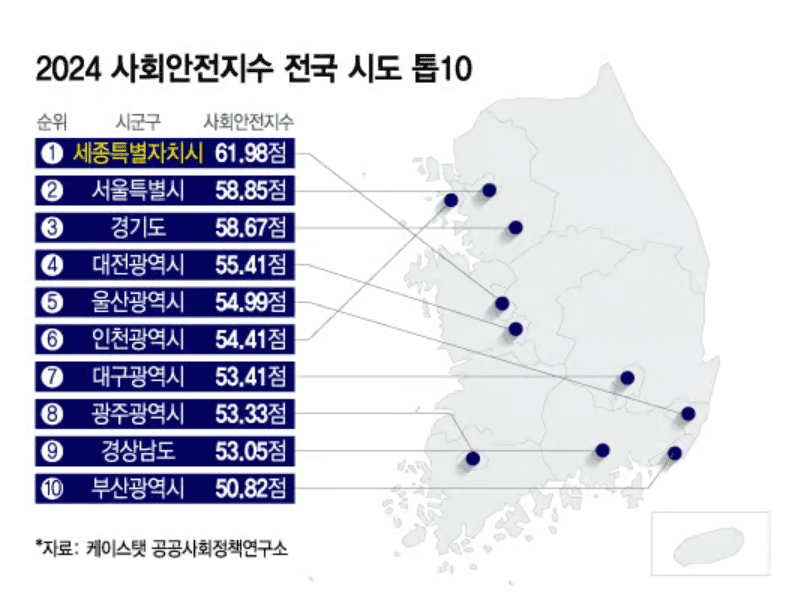 2024 사회안전지수 전국 시도 톱10
순위 시군구 사회안전지수
1 세종특별자치시 61.98점
2 서울특별시 58.85점
3 경기도 58.67점
4 대전광역시 55.41점
5 울산광역시 54.99점
6 인천광역시 54.41점
7 대구광역시 53.41점
8 광주광역시 53.33점
9 경상남도 53.05점
10 부산광역시 50.82점
*자료: 케이스탯 공공사회정책연구소